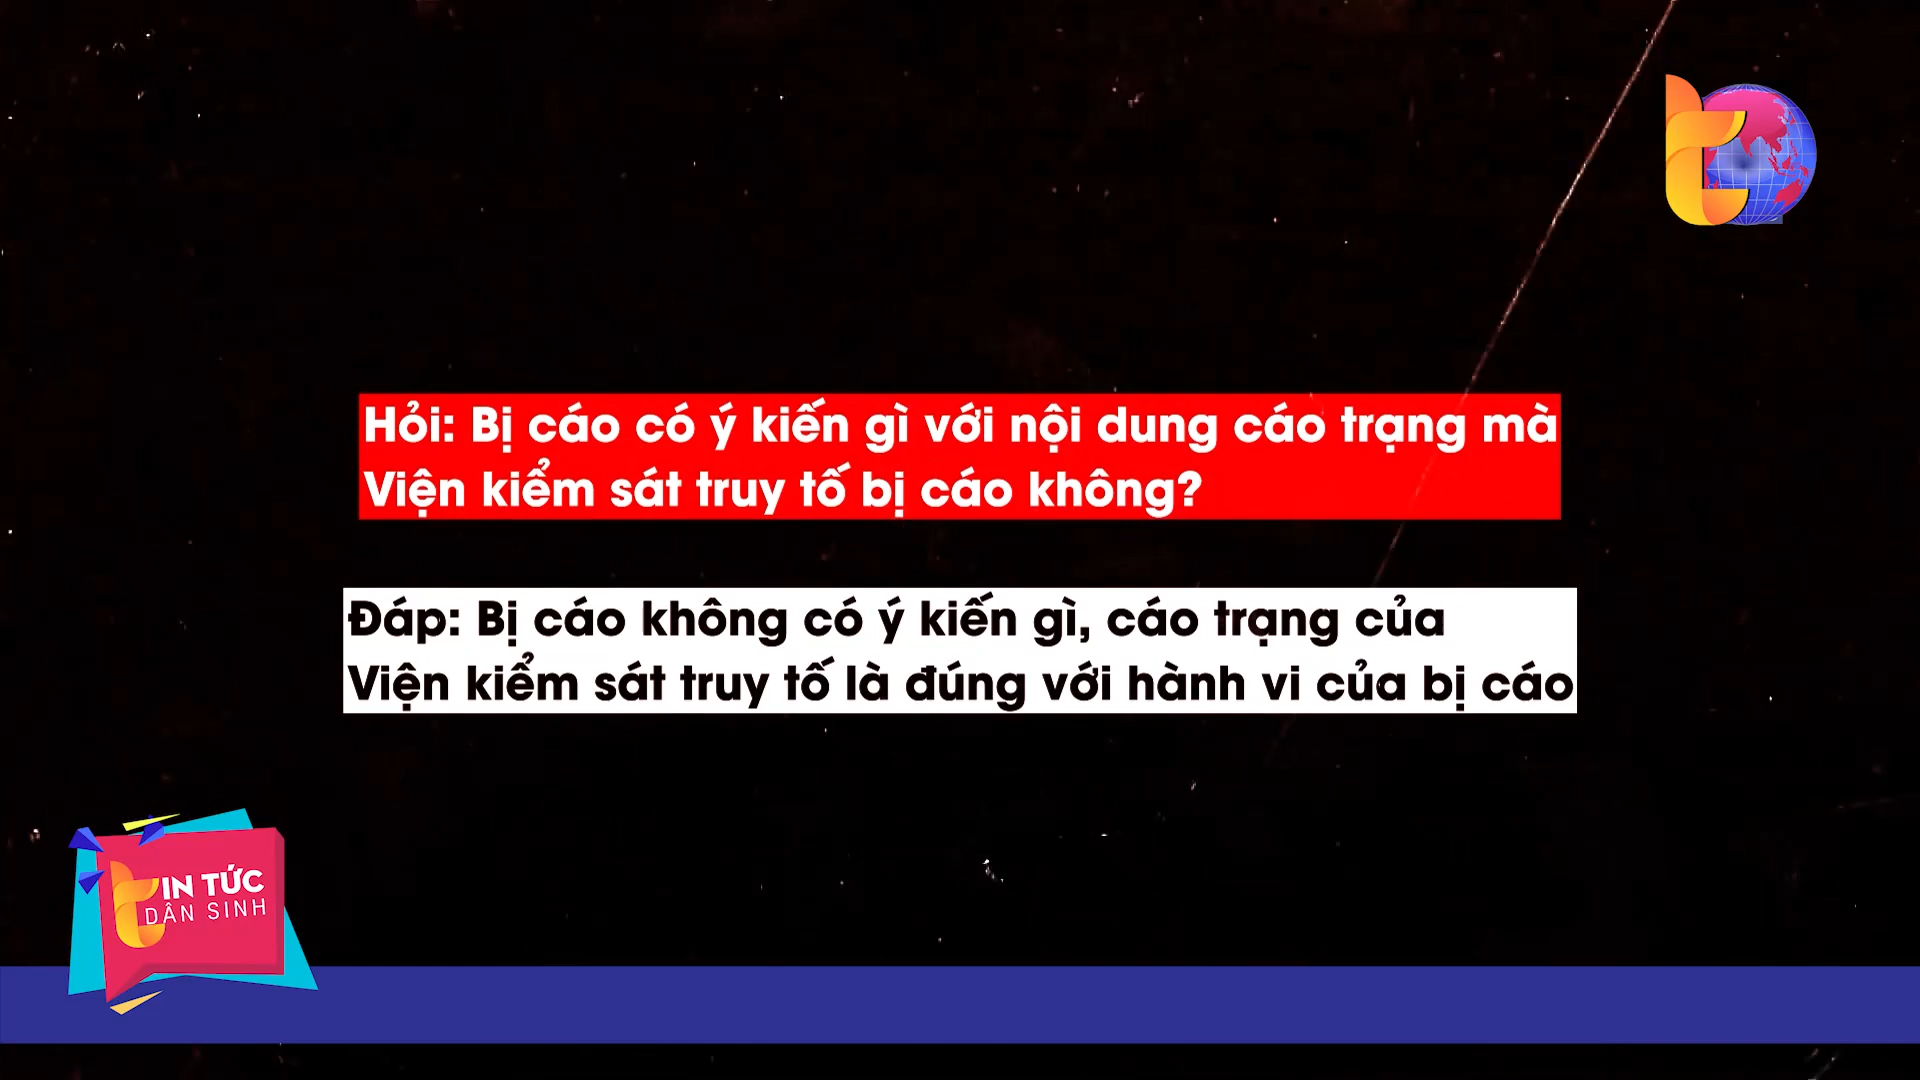 Hỏi: Bị cáo có ý kiến gì với nội dung cáo trạng mà
Viện kiểm sát truy tố bị cáo không?
Đáp: Bị cáo không có ý kiến gì, cáo trạng của
Viện kiểm sát truy tố là đúng với hành vi của bị cáo
TIN TỨC
DÂN SINH